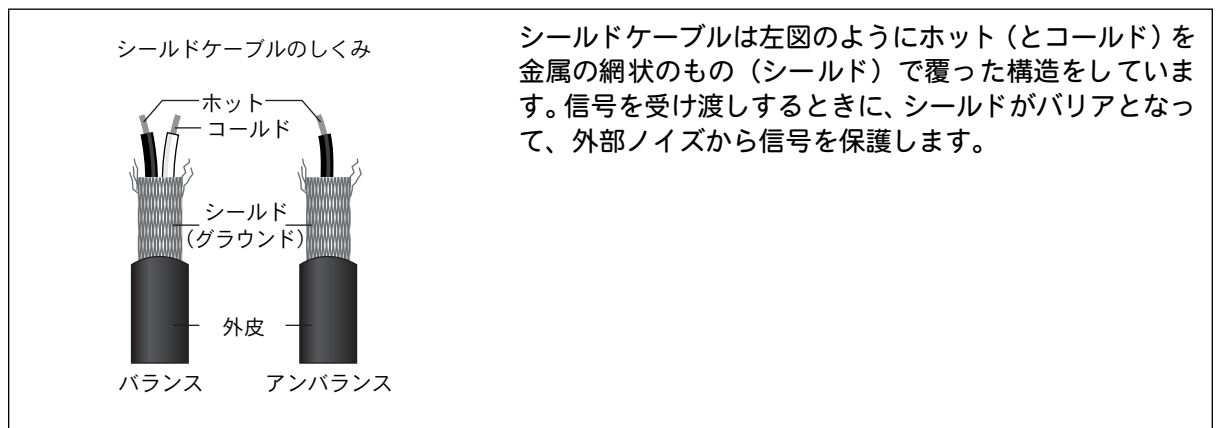 シールドケーブルのしくみ
ホット
コールド
シールド
(グラウンド)
外皮
バランス
アンバランス
シールドケーブルは左図のようにホット（とコールド）を
金属の網状のもの（シールド）で覆った構造をしていま
す。信号を受け渡しするときに、シールドがバリアとなっ
て、外部ノイズから信号を保護します。